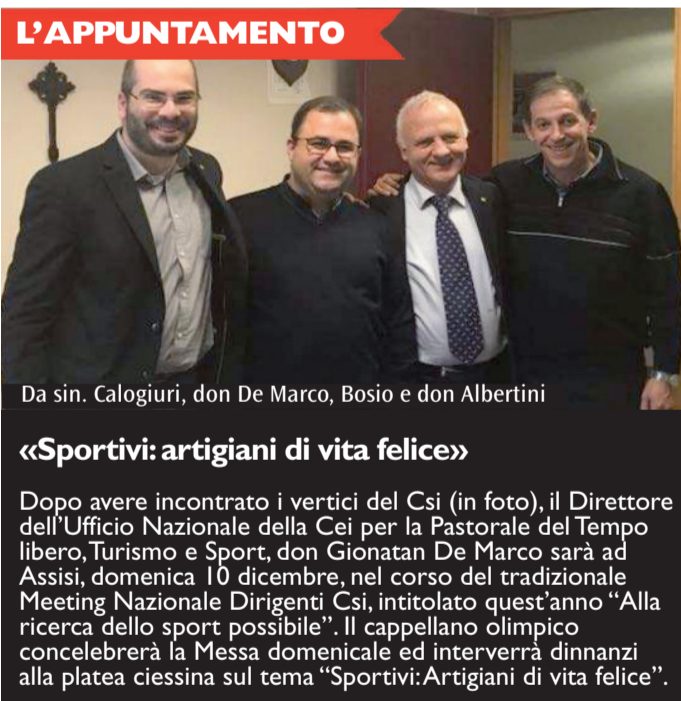 L'APPUNTAMENTO
Da sin. Calogiuri, don De Marco, Bosio e don Albertini
«Sportivi: artigiani di vita felice»
Dopo avere incontrato i vertici del Csi (in foto), il Direttore
dell'Ufficio Nazionale della Cei per la Pastorale del Tempo
libero, Turismo e Sport, don Gionatan De Marco sarà ad
Assisi, domenica 10 dicembre, nel corso del tradizionale
Meeting Nazionale Dirigenti Csi, intitolato quest'anno “Alla
ricerca dello sport possibile”. Il cappellano olimpico
concelebrerà la Messa domenicale ed interverrà dinnanzi
alla platea ciessina sul tema “Sportivi: Artigiani di vita felice”.